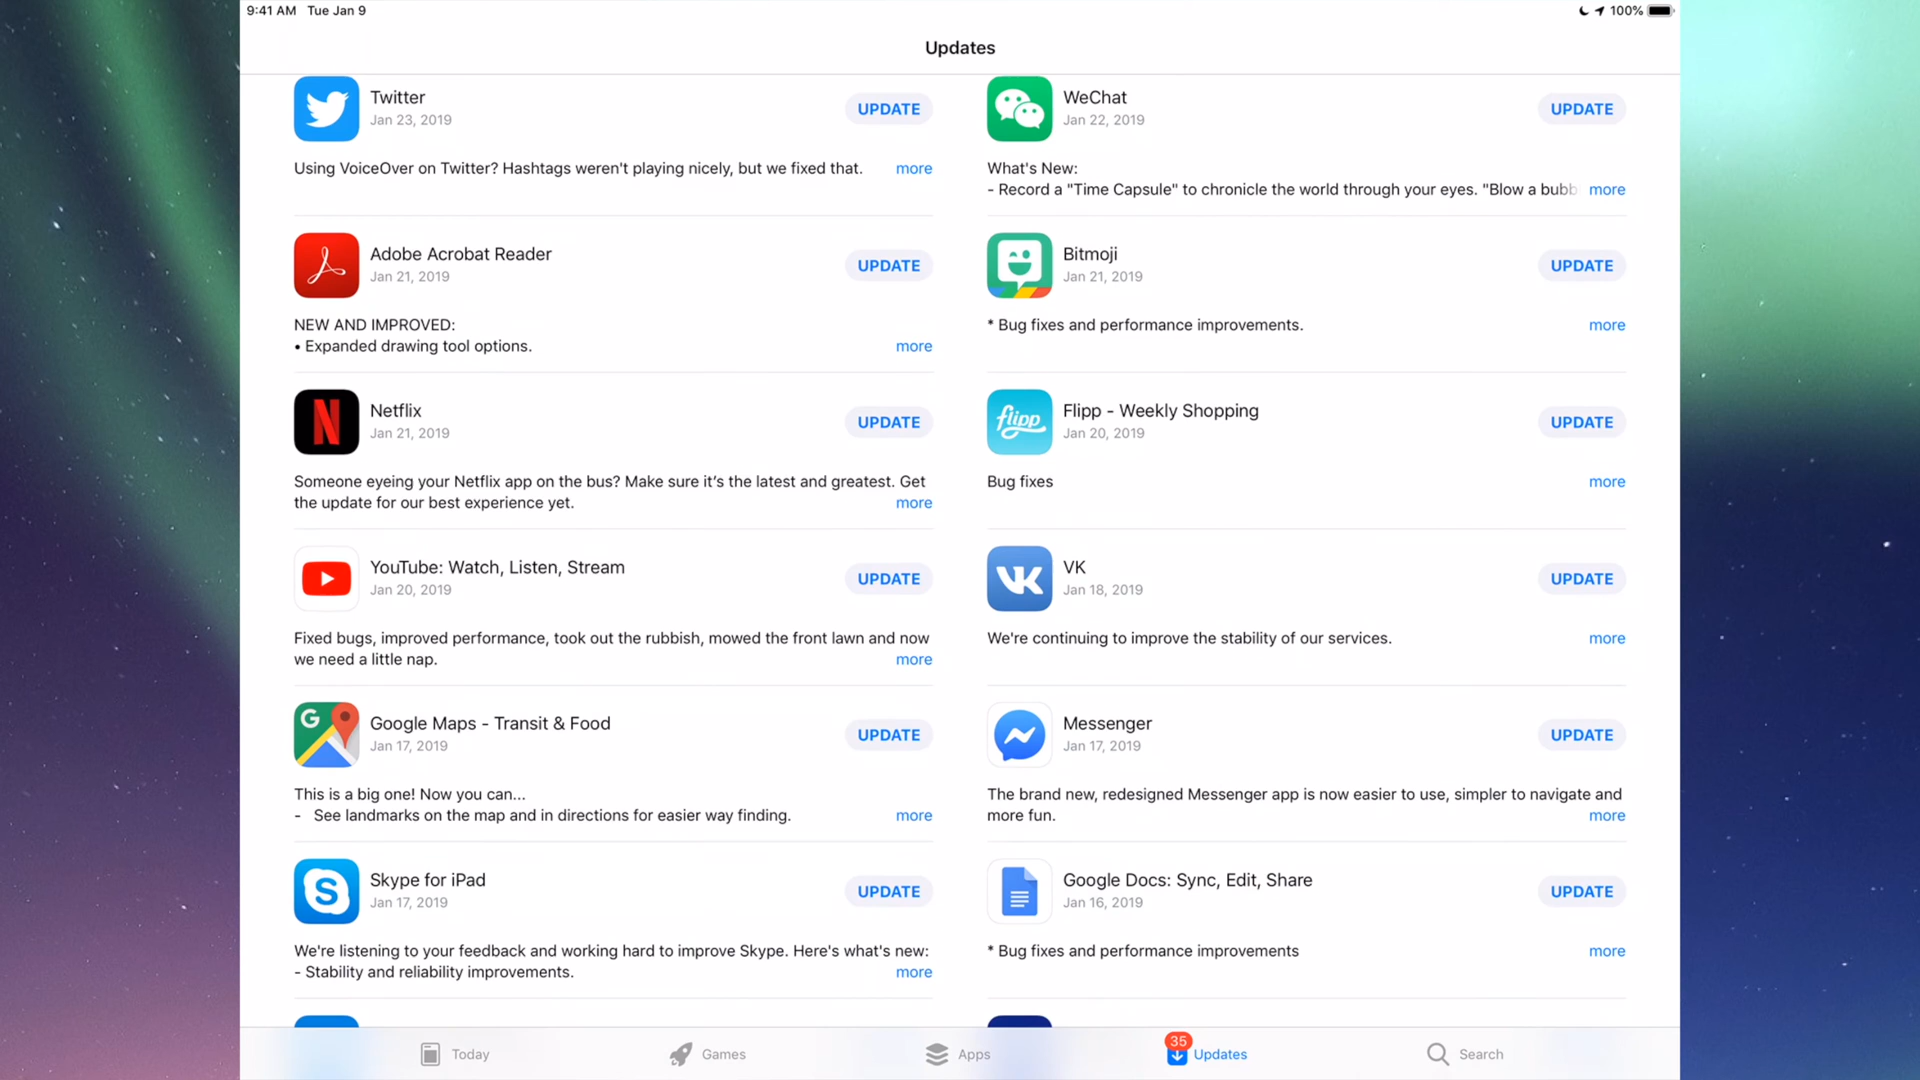 9:41 AM Tue Jan 9
100%
Updates
Twitter
Jan 23, 2019
UPDATE
Using VoiceOver on Twitter? Hashtags weren't playing nicely, but we fixed that. more
WeChat
Jan 22, 2019
UPDATE
What's New:
- Record a "Time Capsule" to chronicle the world through your eyes. "Blow a bubb more
Adobe Acrobat Reader
Jan 21, 2019
UPDATE
NEW AND IMPROVED:
• Expanded drawing tool options. more
Bitmoji
Jan 21, 2019
UPDATE
* Bug fixes and performance improvements. more
N
Netflix
Jan 21, 2019
UPDATE
Someone eyeing your Netflix app on the bus? Make sure it’s the latest and greatest. Get
the update for our best experience yet. more
flipp
Flipp - Weekly Shopping
Jan 20, 2019
UPDATE
Bug fixes more
YouTube: Watch, Listen, Stream
Jan 20, 2019
UPDATE
Fixed bugs, improved performance, took out the rubbish, mowed the front lawn and now
we need a little nap. more
VK
VK
Jan 18, 2019
UPDATE
We're continuing to improve the stability of our services. more
G
Google Maps - Transit & Food
Jan 17, 2019
UPDATE
This is a big one! Now you can...
- See landmarks on the map and in directions for easier way finding. more
Messenger
Jan 17, 2019
UPDATE
The brand new, redesigned Messenger app is now easier to use, simpler to navigate and
more fun. more
S
Skype for iPad
Jan 17, 2019
UPDATE
We're listening to your feedback and working hard to improve Skype. Here's what's new:
- Stability and reliability improvements. more
Google Docs: Sync, Edit, Share
Jan 16, 2019
UPDATE
* Bug fixes and performance improvements more
Today
Games
Apps
35
Updates
Search